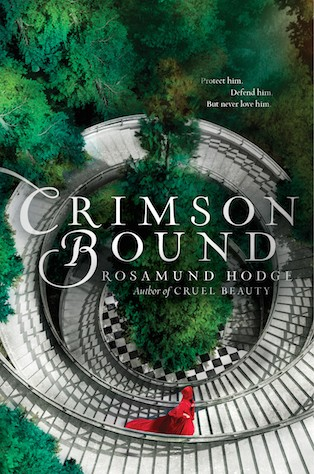 Protect him.
Defend him.
But never love him.
CRIMSON
BOUND
ROSAMUND HODGE
Author of CRUEL BEAUTY